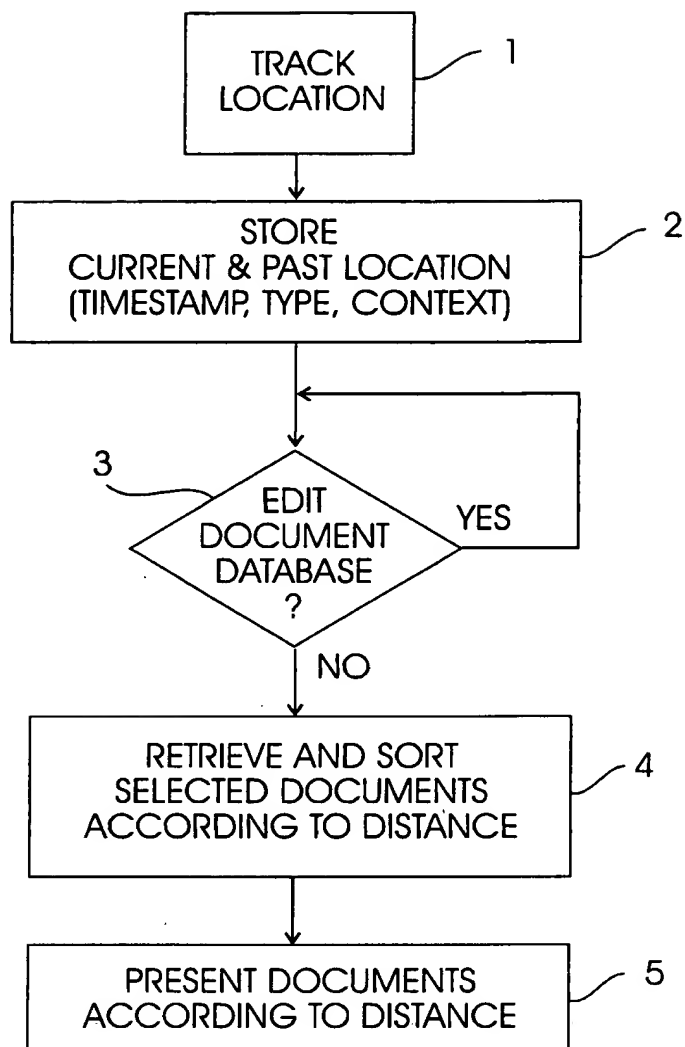 TRACK
LOCATION
1
STORE
CURRENT & PAST LOCATION
(TIMESTAMP, TYPE, CONTEXT)
2
3
EDIT
DOCUMENT
DATABASE
?
YES
NO
RETRIEVE AND SORT
SELECTED DOCUMENTS
ACCORDING TO DISTANCE
4
PRESENT DOCUMENTS
ACCORDING TO DISTANCE
5